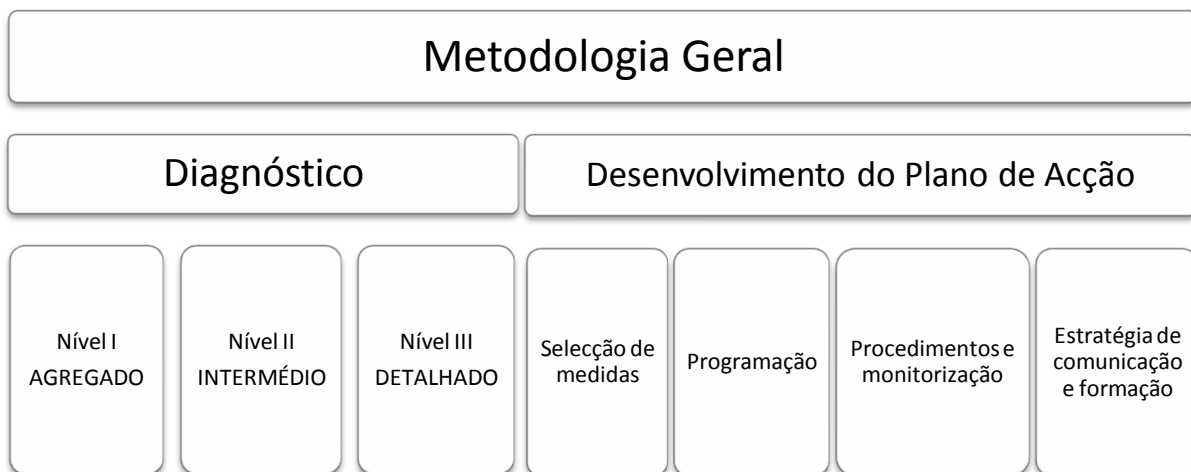 Metodologia Geral
Diagnóstico
Desenvolvimento do Plano de Acção
Nível I
AGREGADO
Nível II
INTERMÉDIO
Nível III
DETALHADO
Selecção de
medidas
Programação
Procedimentos e
monitorização
Estratégia de
comunicação
e formação